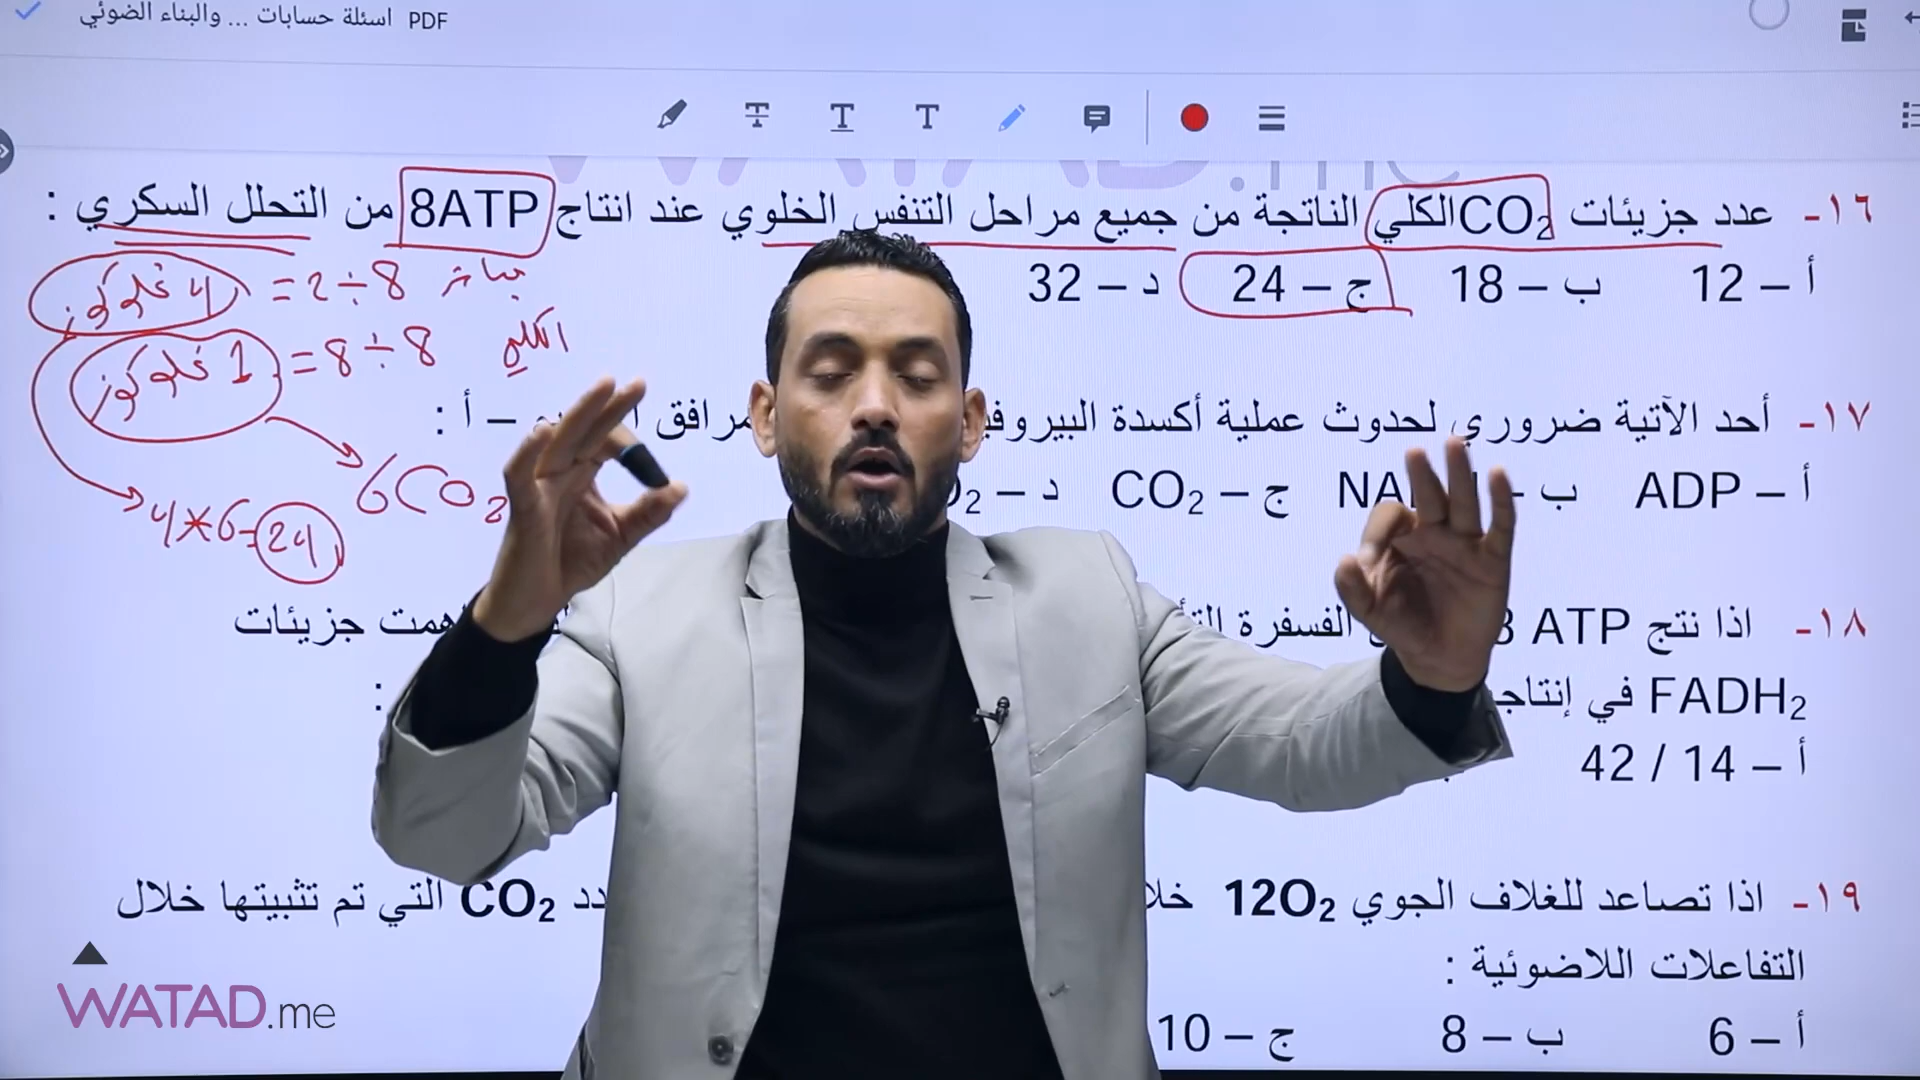 اسئلة حسابات ... والبناء الضوئي PDF
١٦- عدد جزيئات CO₂ الكلي الناتجة من جميع مراحل التنفس الخلوي عند انتاج 8ATP من التحلل السكري :
أ – 12 ب – 18 ج – 24 د – 32
مباشر 8 ÷ 2 = 4 غلوكوز
الكلي 8 ÷ 8 = 1 غلوكوز
6CO₂
4*6=24
١٧- أحد الآتية ضروري لحدوث عملية أكسدة البيروفي مرافق – أ :
أ – ADP ب – ج – CO₂ د –
١٨- اذا نتج ATP الفسفرة جزيئات
FADH₂ في :
أ – 14 / 42
١٩- اذا تصاعد للغلاف الجوي 12O₂ CO₂ التي تم تثبيتها خلال
التفاعلات اللاضوئية :
أ – 6 ب – 8 ج – 10
WATAD.me